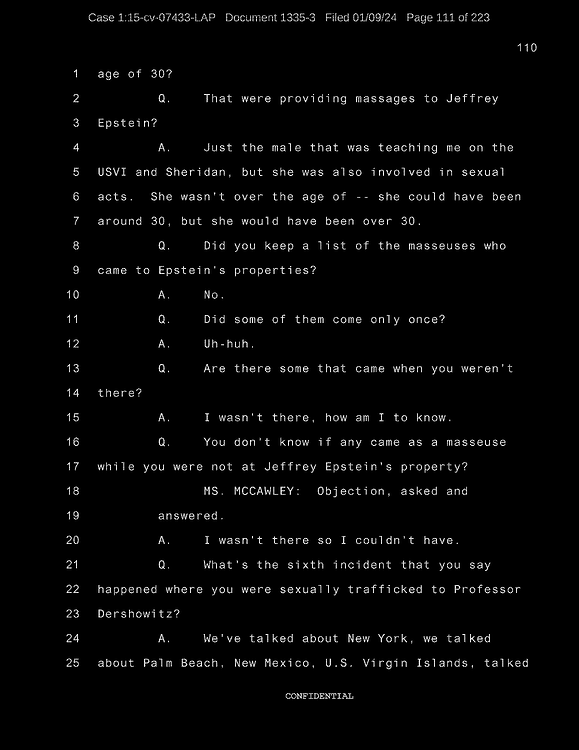 Case 1:15-cv-07433-LAP Document 1335-3 Filed 01/09/24 Page 111 of 223
110
1 age of 30?
2 Q. That were providing massages to Jeffrey
3 Epstein?
4 A. Just the male that was teaching me on the
5 USVI and Sheridan, but she was also involved in sexual
6 acts. She wasn't over the age of -- she could have been
7 around 30, but she would have been over 30.
8 Q. Did you keep a list of the masseuses who
9 came to Epstein's properties?
10 A. No.
11 Q. Did some of them come only once?
12 A. Uh-huh.
13 Q. Are there some that came when you weren't
14 there?
15 A. I wasn't there, how am I to know.
16 Q. You don't know if any came as a masseuse
17 while you were not at Jeffrey Epstein's property?
18 MS. MCCAWLEY: Objection, asked and
19 answered.
20 A. I wasn't there so I couldn't have.
21 Q. What's the sixth incident that you say
22 happened where you were sexually trafficked to Professor
23 Dershowitz?
24 A. We've talked about New York, we talked
25 about Palm Beach, New Mexico, U.S. Virgin Islands, talked
CONFIDENTIAL